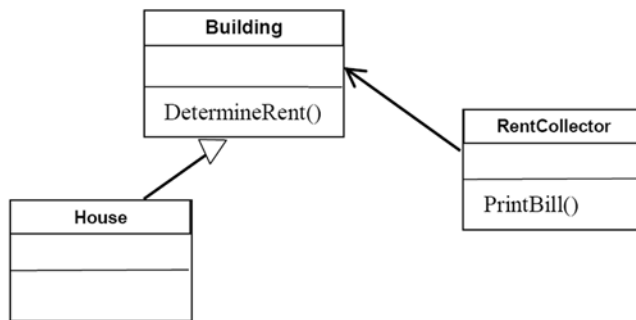 Building
DetermineRent()
RentCollector
PrintBill()
House